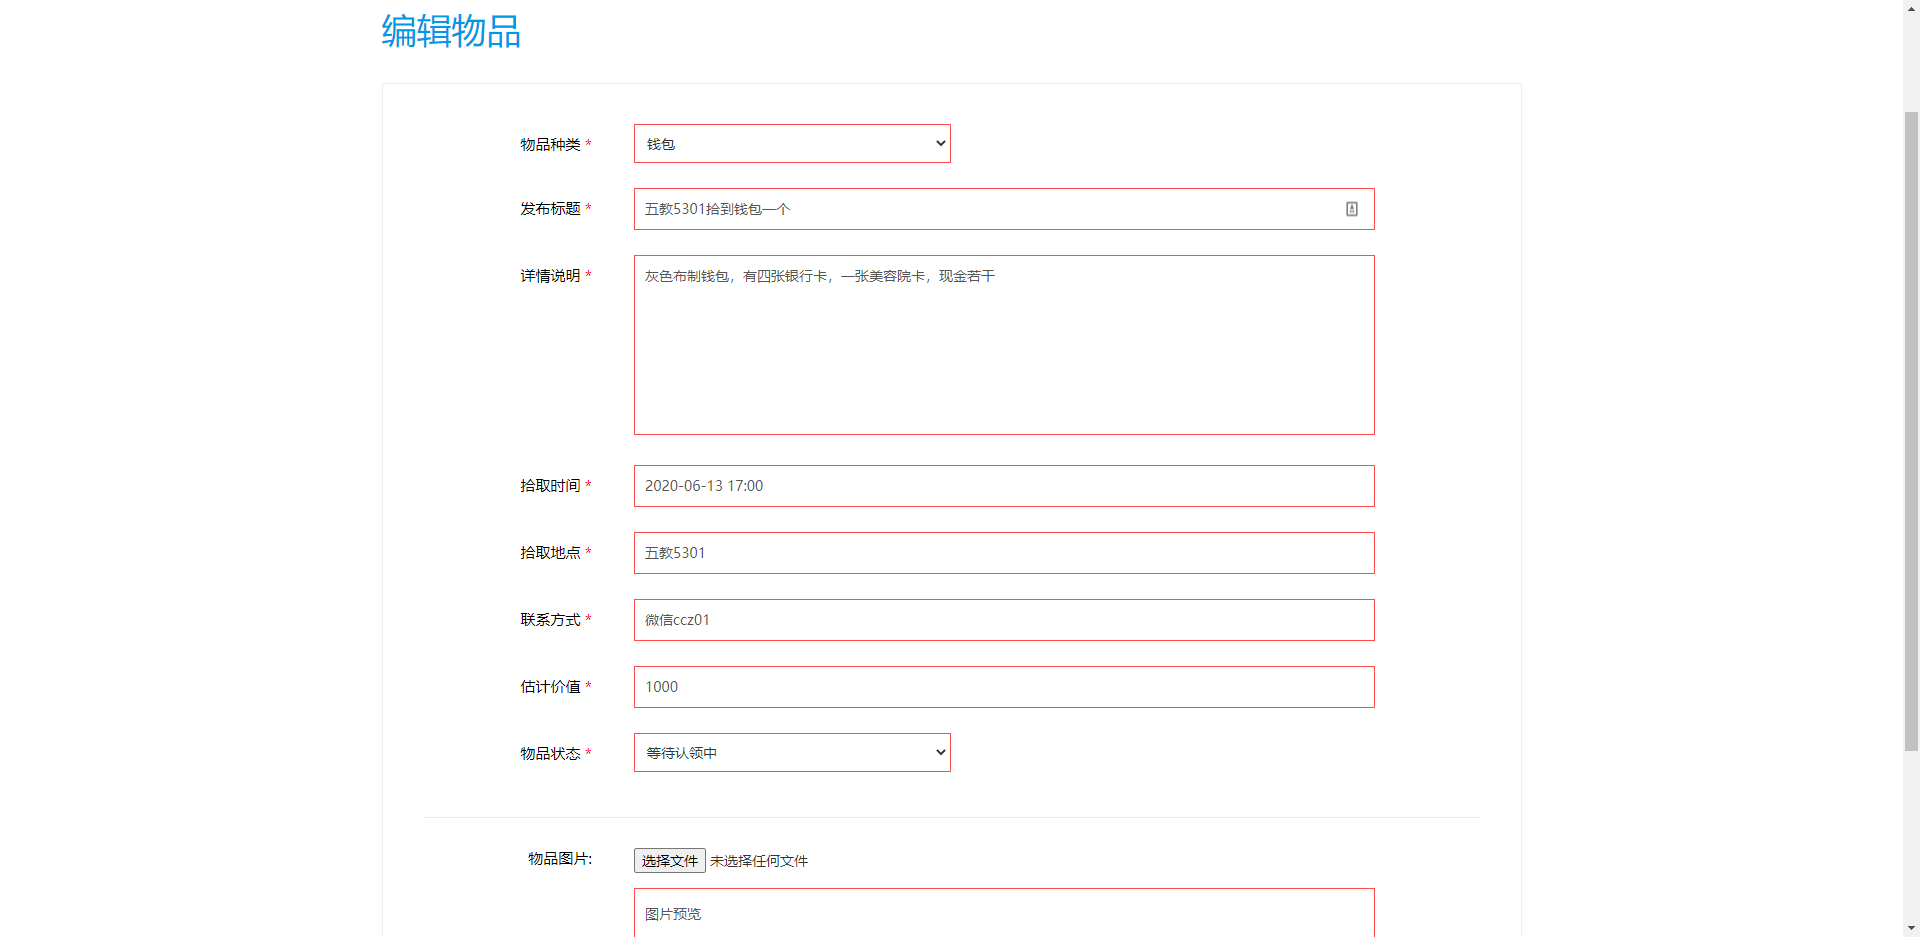 编辑物品
物品种类 * 钱包
发布标题 * 五教5301拾到钱包一个
详情说明 * 灰色布制钱包，有四张银行卡，一张美容院卡，现金若干
拾取时间 * 2020-06-13 17:00
拾取地点 * 五教5301
联系方式 * 微信ccz01
估计价值 * 1000
物品状态 * 等待认领中
物品图片: 选择文件 未选择任何文件
图片预览